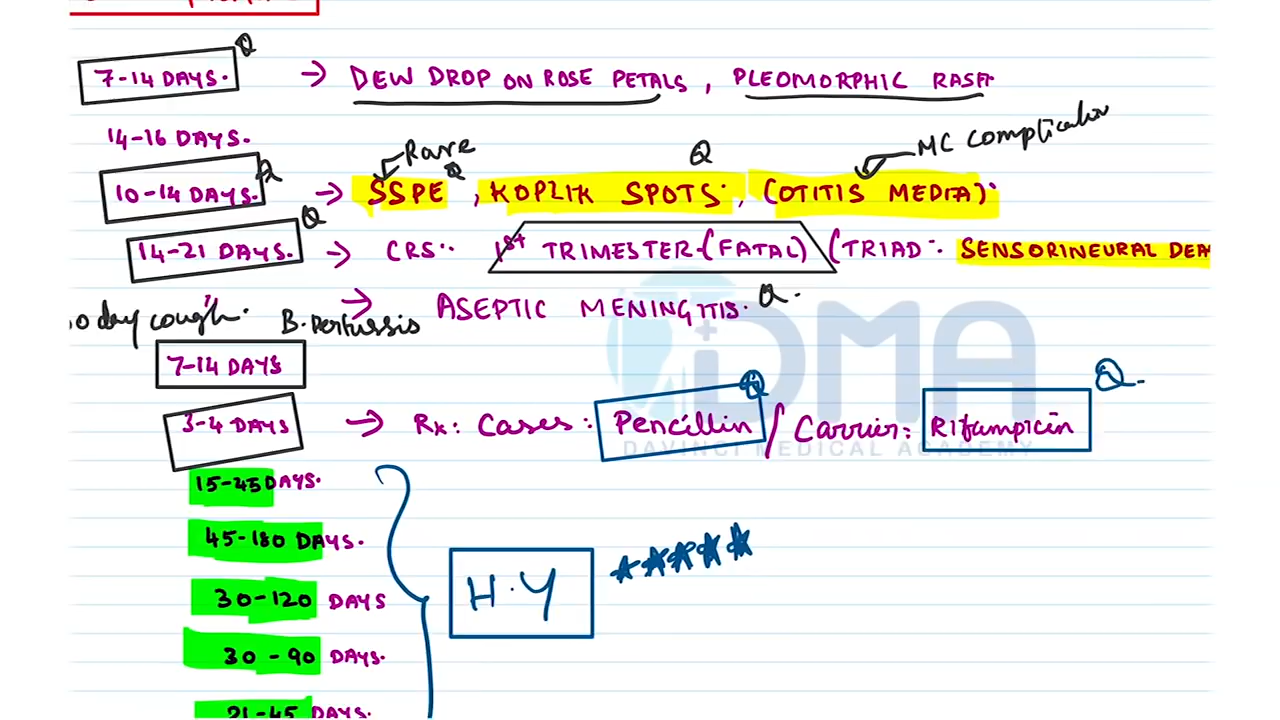 7-14 DAYS. Q → DEW DROP ON ROSE PETALS, PLEOMORPHIC RASH
14-16 DAYS.
Rare Q MC complication
10-14 DAYS. Q → SSPE Q, KOPLIK SPOTS., (OTITIS MEDIA).
14-21 DAYS. Q → CRS.. 1st TRIMESTER-(FATAL) (TRIAD: SENSORINEURAL DEA
→ ASEPTIC MENINGITIS. Q.
day cough. B. Pertussis
7-14 DAYS
3-4 DAYS → Rx: Cases: Pencillin Q / Carrier: Rifampicin Q.
DMA
DAVINCI MEDICAL ACADEMY
15-45 DAYS.
45-180 DAYS.
H.Y
30-120 DAYS
30-90 DAYS.
21-45 DAYS.